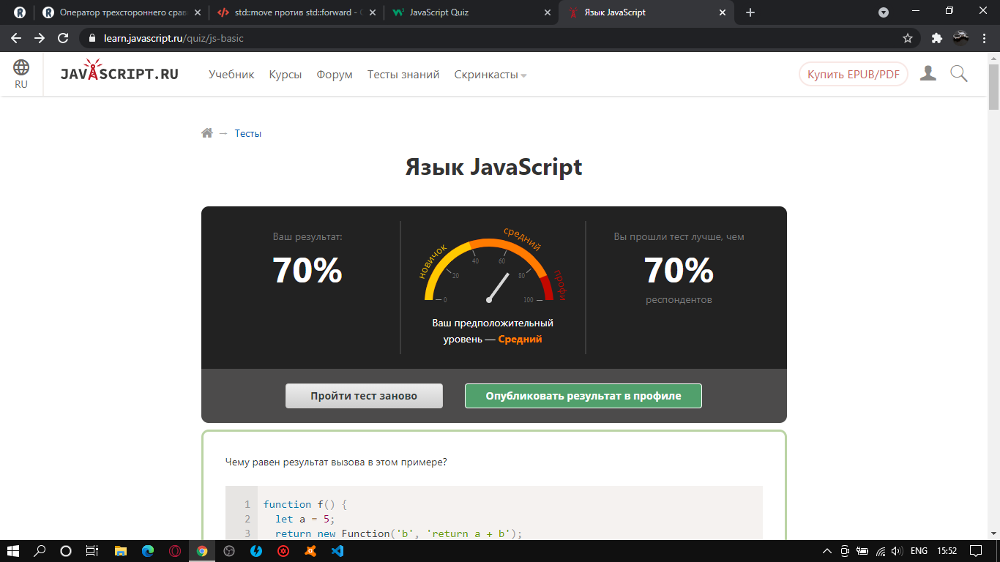 Оператор трехстороннего срав
std::move против std::forward - С
JavaScript Quiz
Язык JavaScript
learn.javascript.ru/quiz/js-basic
RU
JAVASCRIPT.RU
Учебник Курсы Форум Тесты знаний Скринкасты
Купить EPUB/PDF
→ Тесты
Язык JavaScript
Ваш результат:
70%
новичок
средний
профи
0
20
40
60
80
100
Ваш предположительный
уровень — Средний
Вы прошли тест лучше, чем
70%
респондентов
Пройти тест заново
Опубликовать результат в профиле
Чему равен результат вызова в этом примере?
1 function f() {
2 let a = 5;
3 return new Function('b', 'return a + b');
ENG 15:52